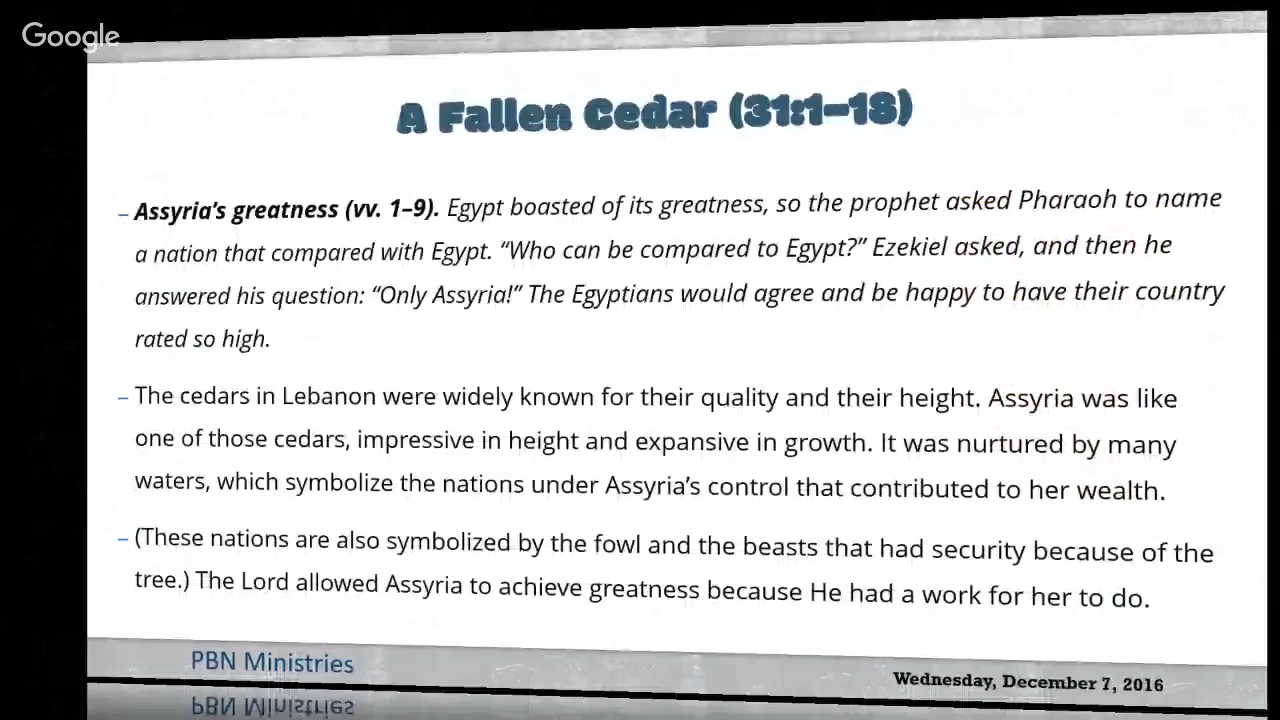 Google
A Fallen Cedar (31:1–18)
– Assyria’s greatness (vv. 1–9). Egypt boasted of its greatness, so the prophet asked Pharaoh to name
a nation that compared with Egypt. “Who can be compared to Egypt?” Ezekiel asked, and then he
answered his question: “Only Assyria!” The Egyptians would agree and be happy to have their country
rated so high.
– The cedars in Lebanon were widely known for their quality and their height. Assyria was like
one of those cedars, impressive in height and expansive in growth. It was nurtured by many
waters, which symbolize the nations under Assyria’s control that contributed to her wealth.
– (These nations are also symbolized by the fowl and the beasts that had security because of the
tree.) The Lord allowed Assyria to achieve greatness because He had a work for her to do.
PBN Ministries
Wednesday, December 7, 2016